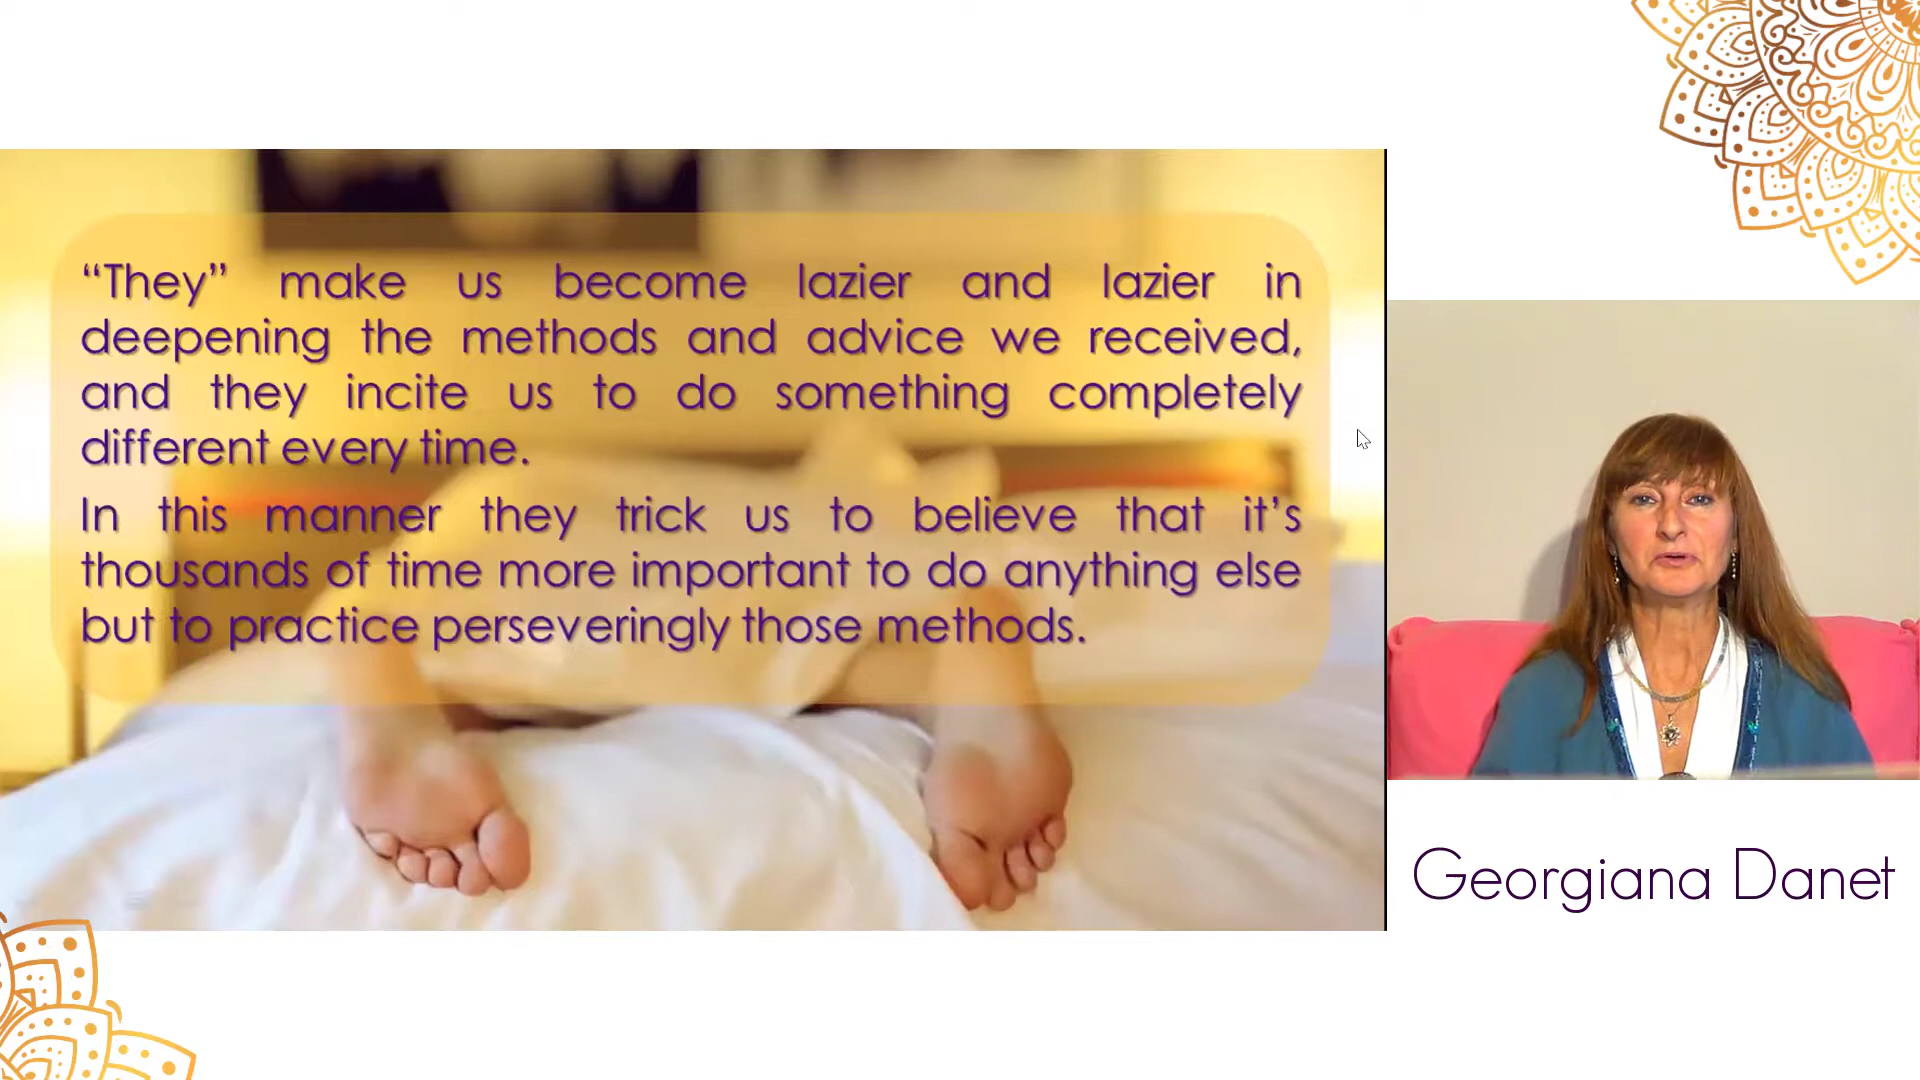 “They” make us become lazier and lazier in
deepening the methods and advice we received,
and they incite us to do something completely
different every time.
In this manner they trick us to believe that it’s
thousands of time more important to do anything else
but to practice perseveringly those methods.
Georgiana Danet